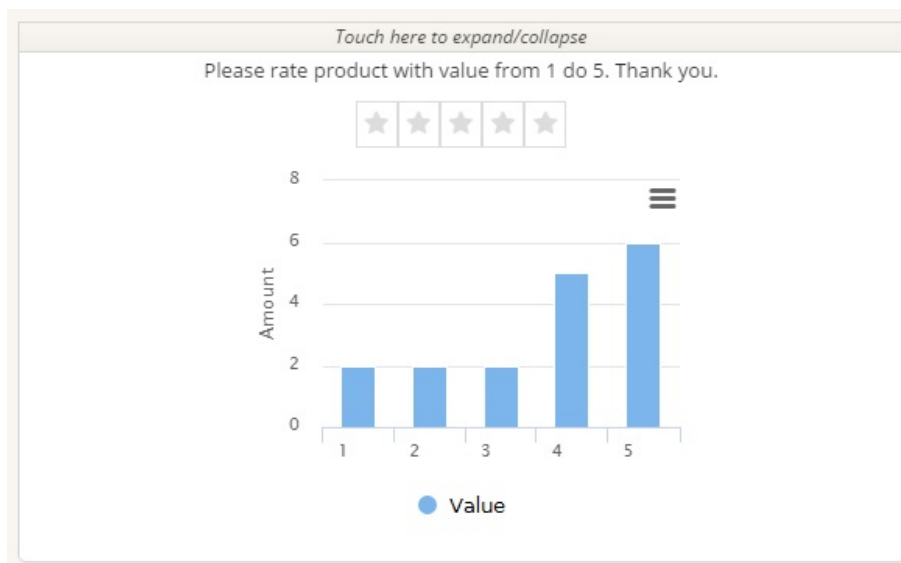 Touch here to expand/collapse
Please rate product with value from 1 do 5. Thank you.
8
6
4
2
0
Amount
1 2 3 4 5
Value